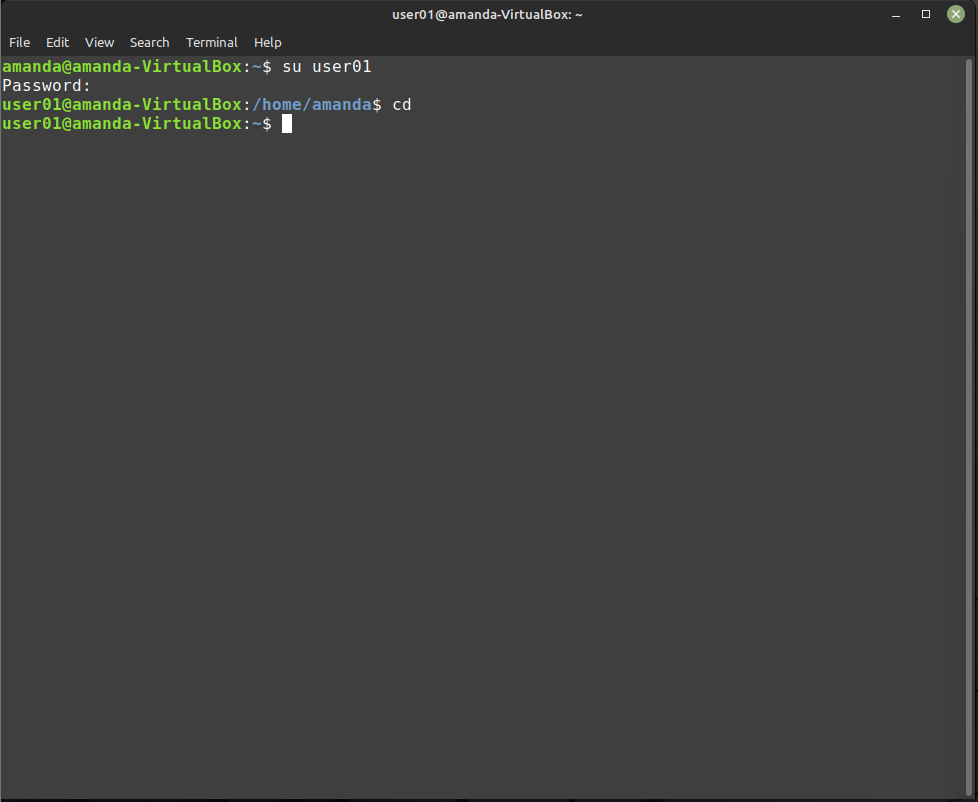 user01@amanda-VirtualBox: ~
File Edit View Search Terminal Help
amanda@amanda-VirtualBox:~$ su user01
Password:
user01@amanda-VirtualBox:/home/amanda$ cd
user01@amanda-VirtualBox:~$